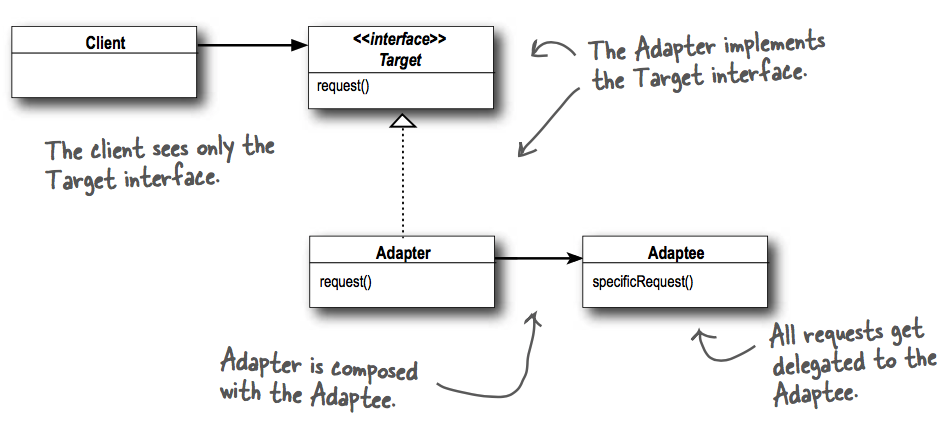 Client
<<interface>>
Target
request()
The Adapter implements
the Target interface.
The client sees only the
Target interface.
Adapter
request()
Adaptee
specificRequest()
Adapter is composed
with the Adaptee.
All requests get
delegated to the
Adaptee.